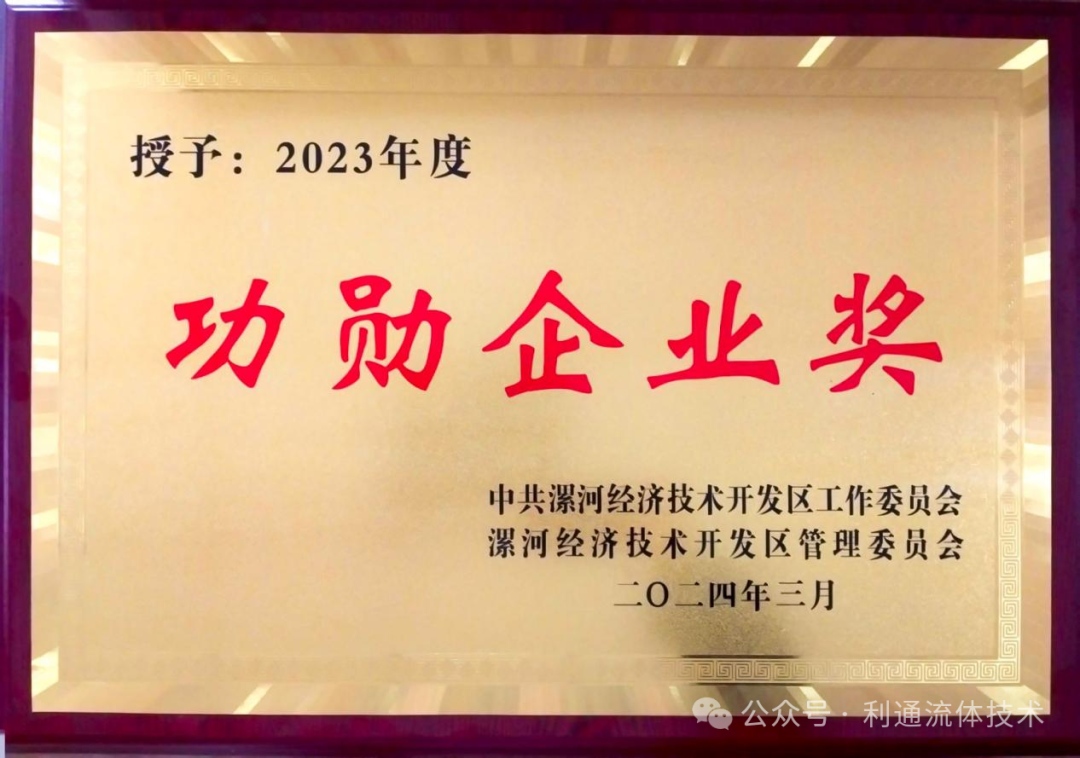 授予：2023年度
功勋企业奖
中共漯河经济技术开发区工作委员会
漯河经济技术开发区管理委员会
二〇二四年三月
公众号·利通流体技术